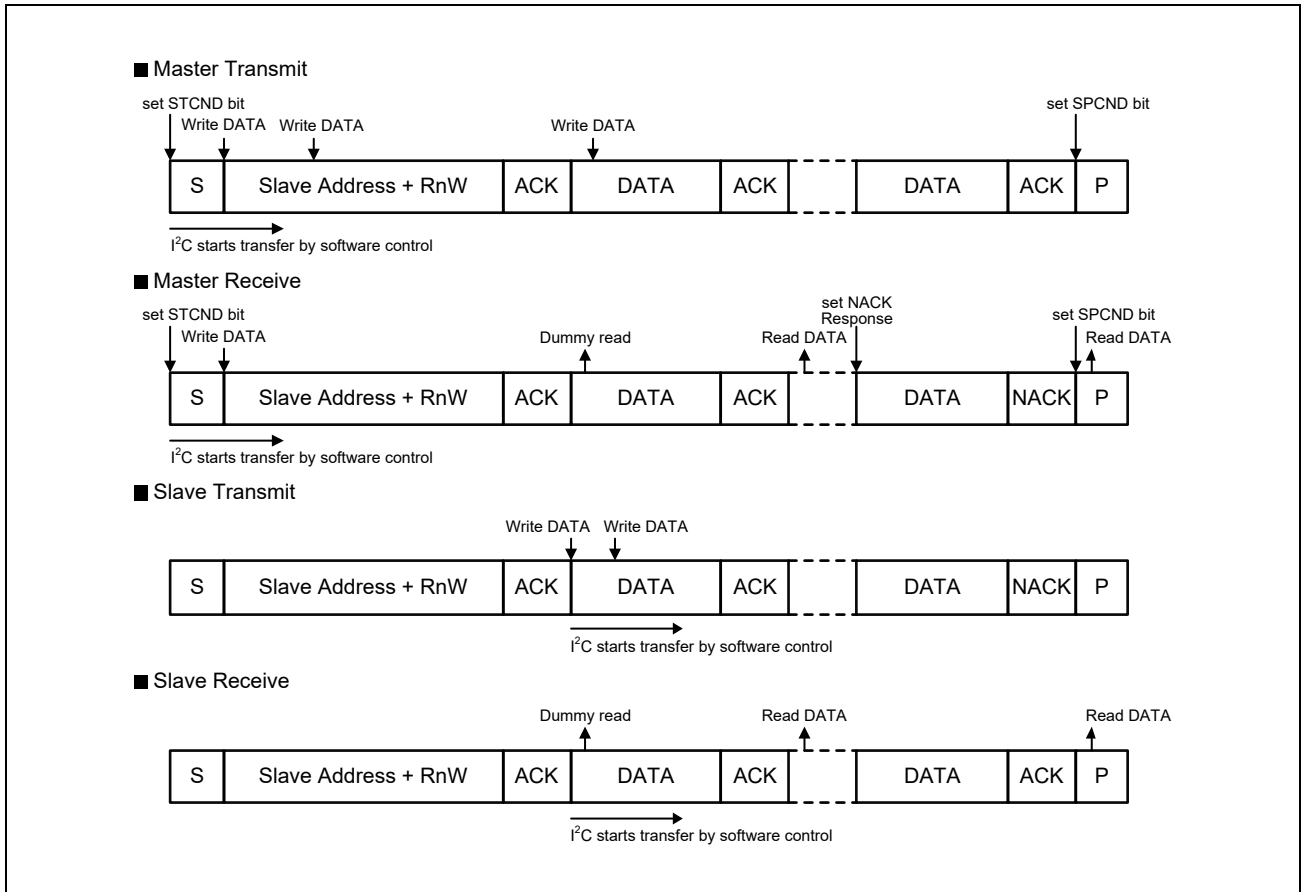 ■ Master Transmit
set STCND bit set SPCND bit
Write DATA Write DATA Write DATA
S Slave Address + RnW ACK DATA ACK DATA ACK P
I²C starts transfer by software control
■ Master Receive
set NACK
set STCND bit Response set SPCND bit
Write DATA Dummy read Read DATA Read DATA
S Slave Address + RnW ACK DATA ACK DATA NACK P
I²C starts transfer by software control
■ Slave Transmit
Write DATA Write DATA
S Slave Address + RnW ACK DATA ACK DATA NACK P
I²C starts transfer by software control
■ Slave Receive
Dummy read Read DATA Read DATA
S Slave Address + RnW ACK DATA ACK DATA ACK P
I²C starts transfer by software control